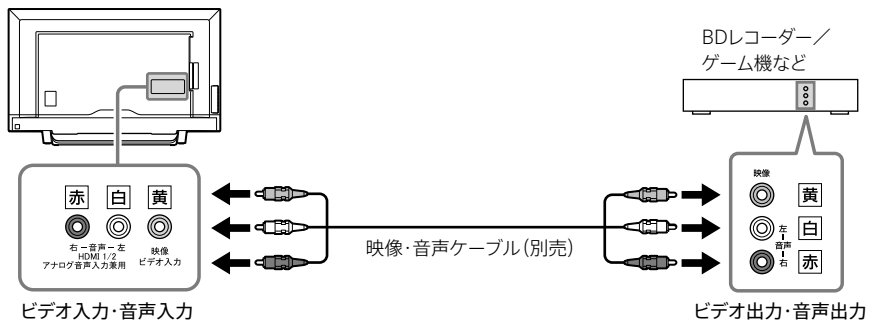 BDレコーダー／
ゲーム機など
赤 白 黄
右－音声－左
HDMI 1/2
アナログ音声入力兼用
映像
ビデオ入力
映像･音声ケーブル（別売）
映像
黄
白
赤
左－音声－右
ビデオ入力･音声入力
ビデオ出力･音声出力